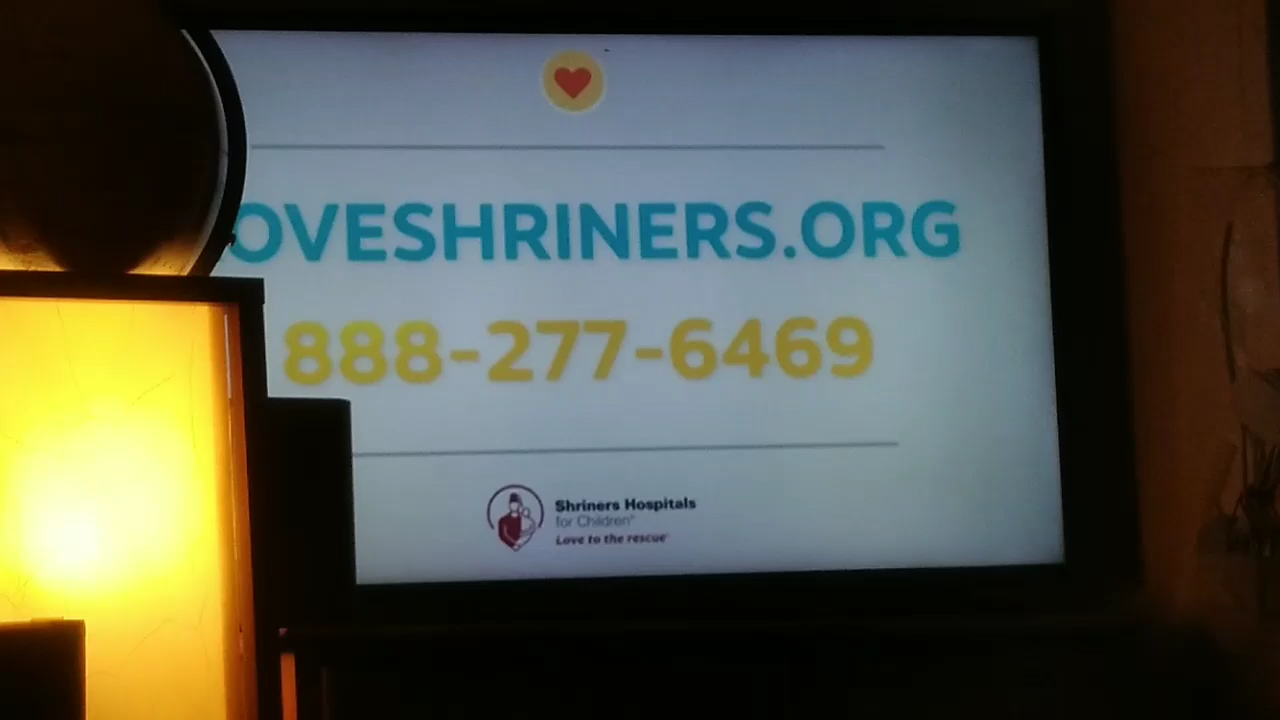 OVESHRINERS.ORG
888-277-6469
Shriners Hospitals
for Children®
Love to the rescue®